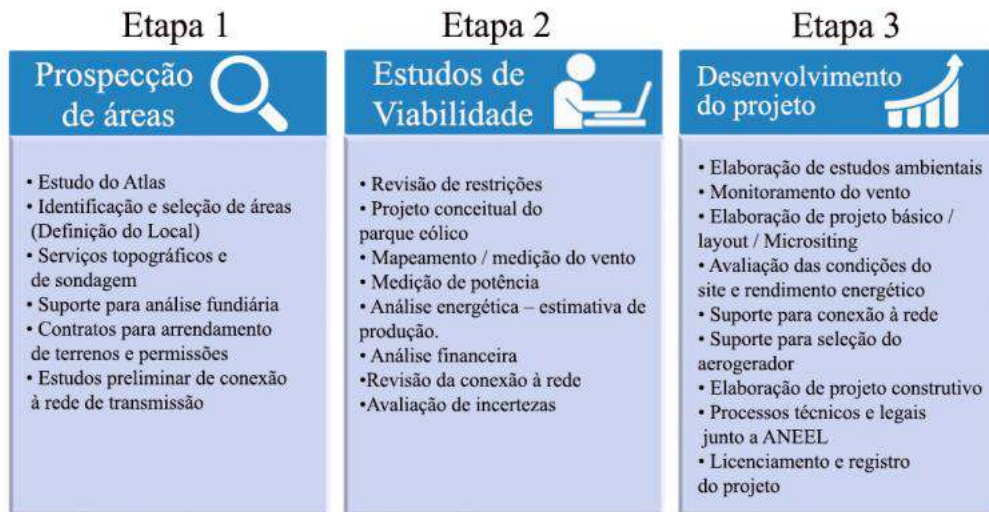 Etapa 1
Prospecção
de áreas
• Estudo do Atlas
• Identificação e seleção de áreas
(Definição do Local)
• Serviços topográficos e
de sondagem
• Suporte para análise fundiária
• Contratos para arrendamento
de terrenos e permissões
• Estudos preliminar de conexão
à rede de transmissão
Etapa 2
Estudos de
Viabilidade
• Revisão de restrições
• Projeto conceitual do
parque eólico
• Mapeamento / medição do vento
• Medição de potência
• Análise energética – estimativa de
produção.
• Análise financeira
•Revisão da conexão à rede
•Avaliação de incertezas
Etapa 3
Desenvolvimento
do projeto
• Elaboração de estudos ambientais
• Monitoramento do vento
• Elaboração de projeto básico /
layout / Micrositing
• Avaliação das condições do
site e rendimento energético
• Suporte para conexão à rede
• Suporte para seleção do
aerogerador
• Elaboração de projeto construtivo
• Processos técnicos e legais
junto a ANEEL
• Licenciamento e registro
do projeto